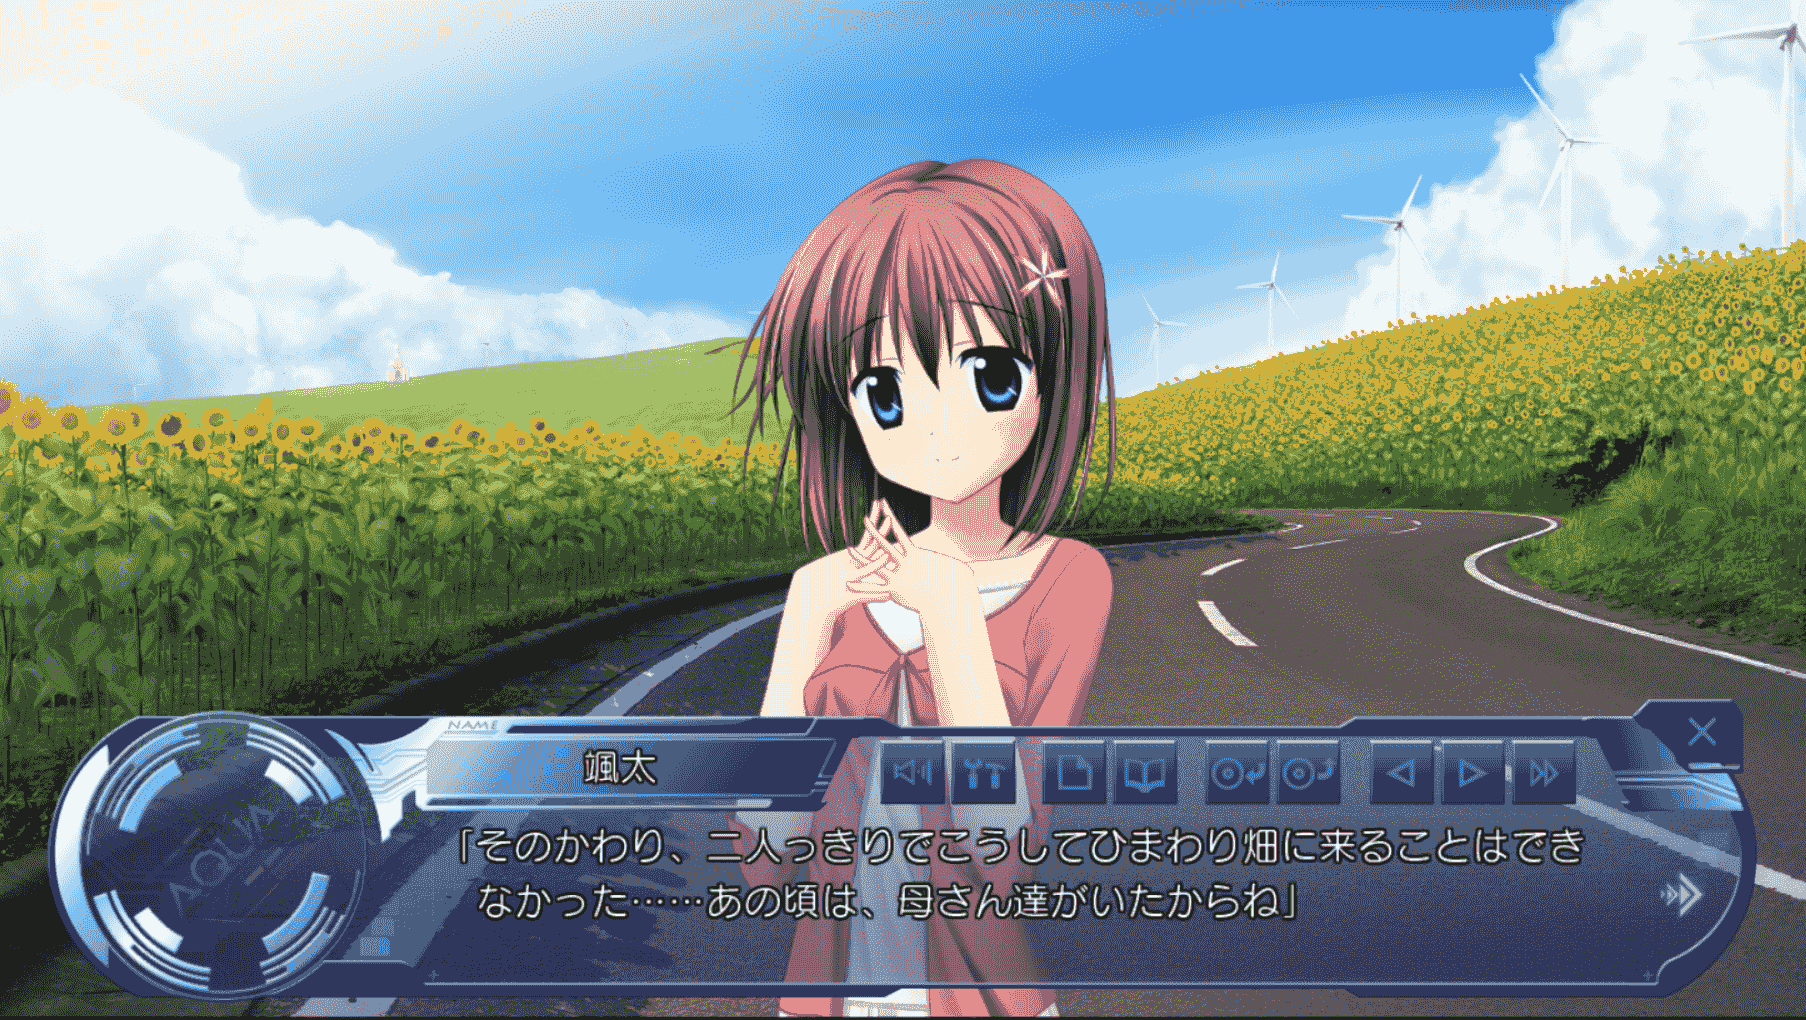 NAME
颯太
AQUA
「そのかわり、二人っきりでこうしてひまわり畑に来ることはでき
なかった……あの頃は、母さん達がいたからね」